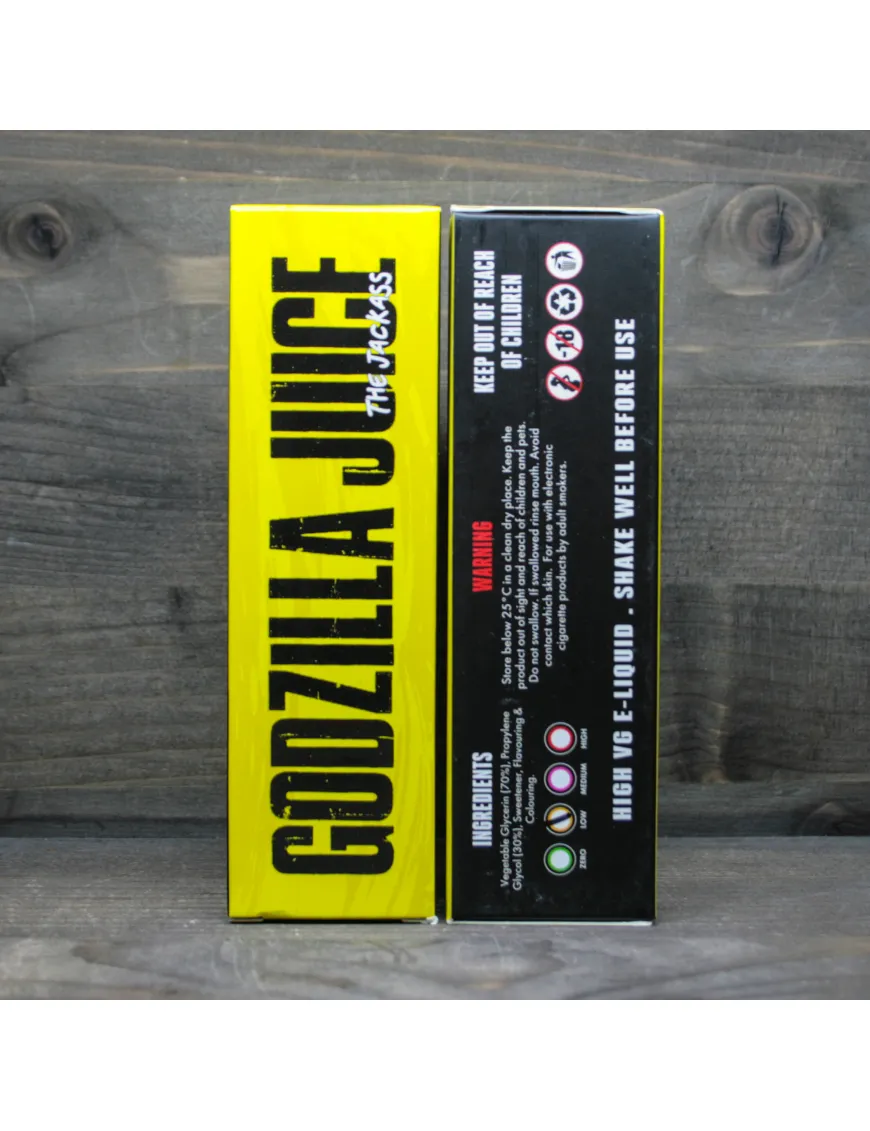 GODZILLA JUICE
THE JACKASS
INGREDIENTS
Vegetable Glycerin (70%), Propylene
Glycol (30%), Sweetener, Flavouring &
Colouring.
ZERO
LOW
MEDIUM
HIGH
WARNING
Store below 25°C in a clean dry place. Keep the
product out of sight and reach of children and pets.
Do not swallow. If swallowed rinse mouth. Avoid
contact which skin. For use with electronic
cigarette products by adult smokers.
KEEP OUT OF REACH
OF CHILDREN
-18
HIGH VG E-LIQUID . SHAKE WELL BEFORE USE